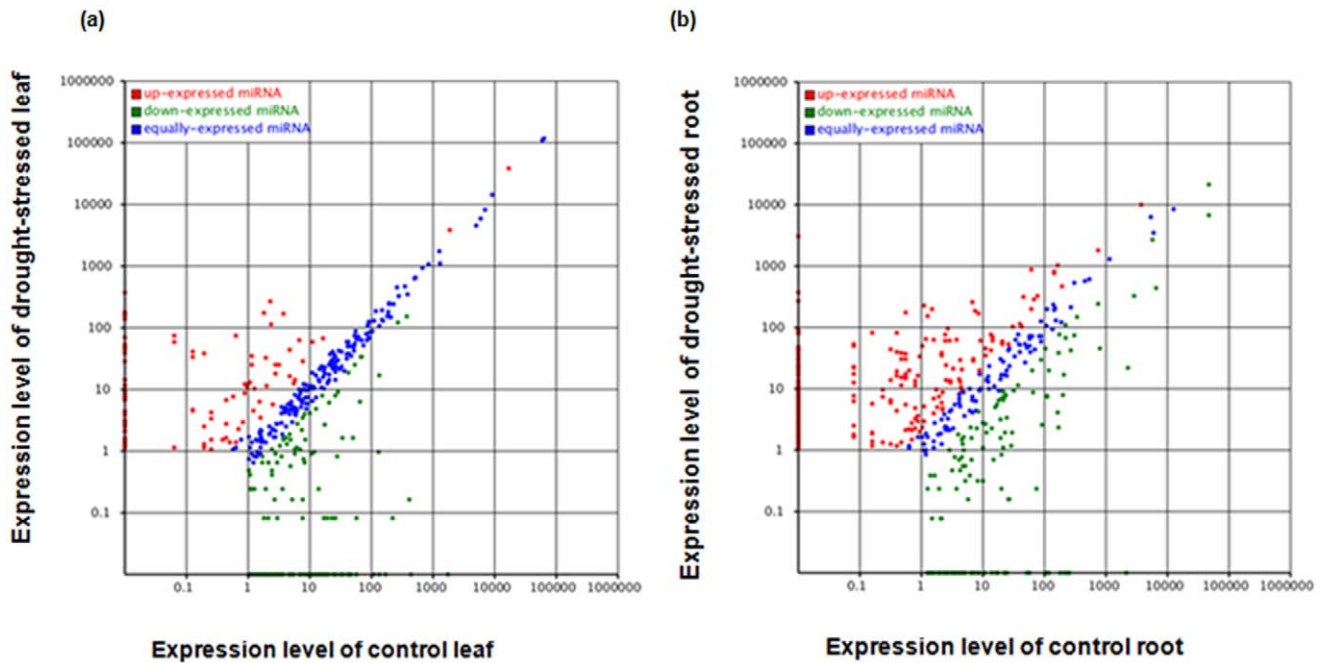 (a)
Expression level of drought-stressed leaf
1000000
100000
10000
1000
100
10
1
0.1
up-expressed miRNA
down-expressed miRNA
equally-expressed miRNA
0.1 1 10 100 1000 10000 100000 1000000
Expression level of control leaf
(b)
Expression level of drought-stressed root
1000000
100000
10000
1000
100
10
1
0.1
up-expressed miRNA
down-expressed miRNA
equally-expressed miRNA
0.1 1 10 100 1000 10000 100000 1000000
Expression level of control root